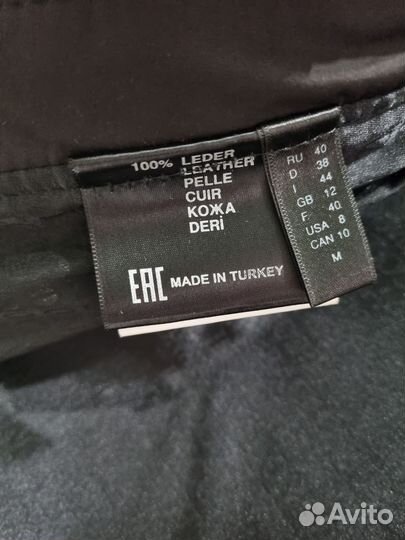 100% LEDER
LEATHER
PELLE
CUIR
КОЖА
DERİ
EAC MADE IN TURKEY
RU 40
D 38
I 44
GB 12
F 40
USA 8
CAN 10
M
Avito